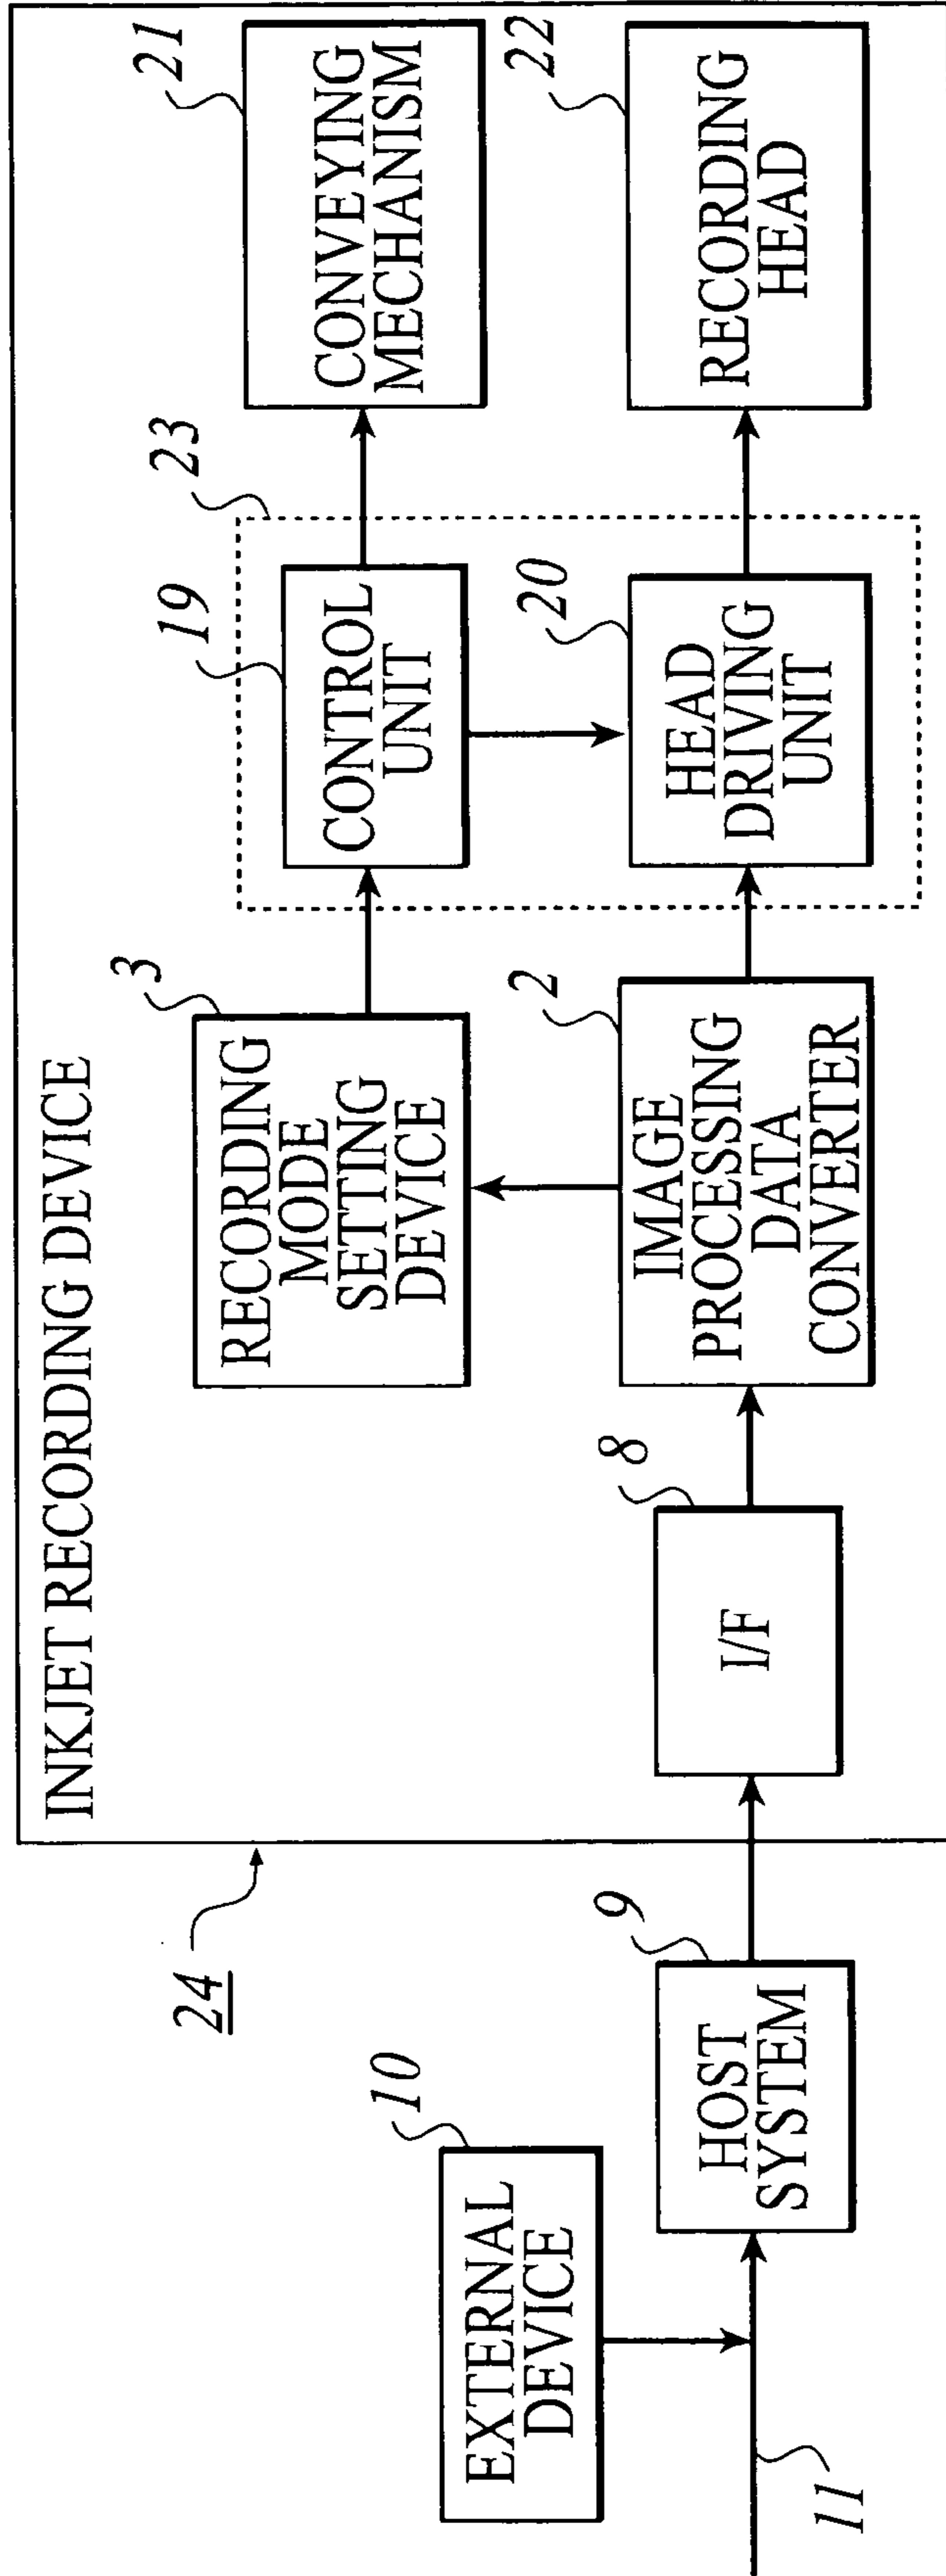 INKJET RECORDING DEVICE
24
EXTERNAL
DEVICE
10
11
HOST
SYSTEM
9
I/F
8
RECORDING
MODE
SETTING
DEVICE
3
IMAGE
PROCESSING
DATA
CONVERTER
2
23
CONTROL
UNIT
19
HEAD
DRIVING
UNIT
20
CONVEYING
MECHANISM
21
RECORDING
HEAD
22